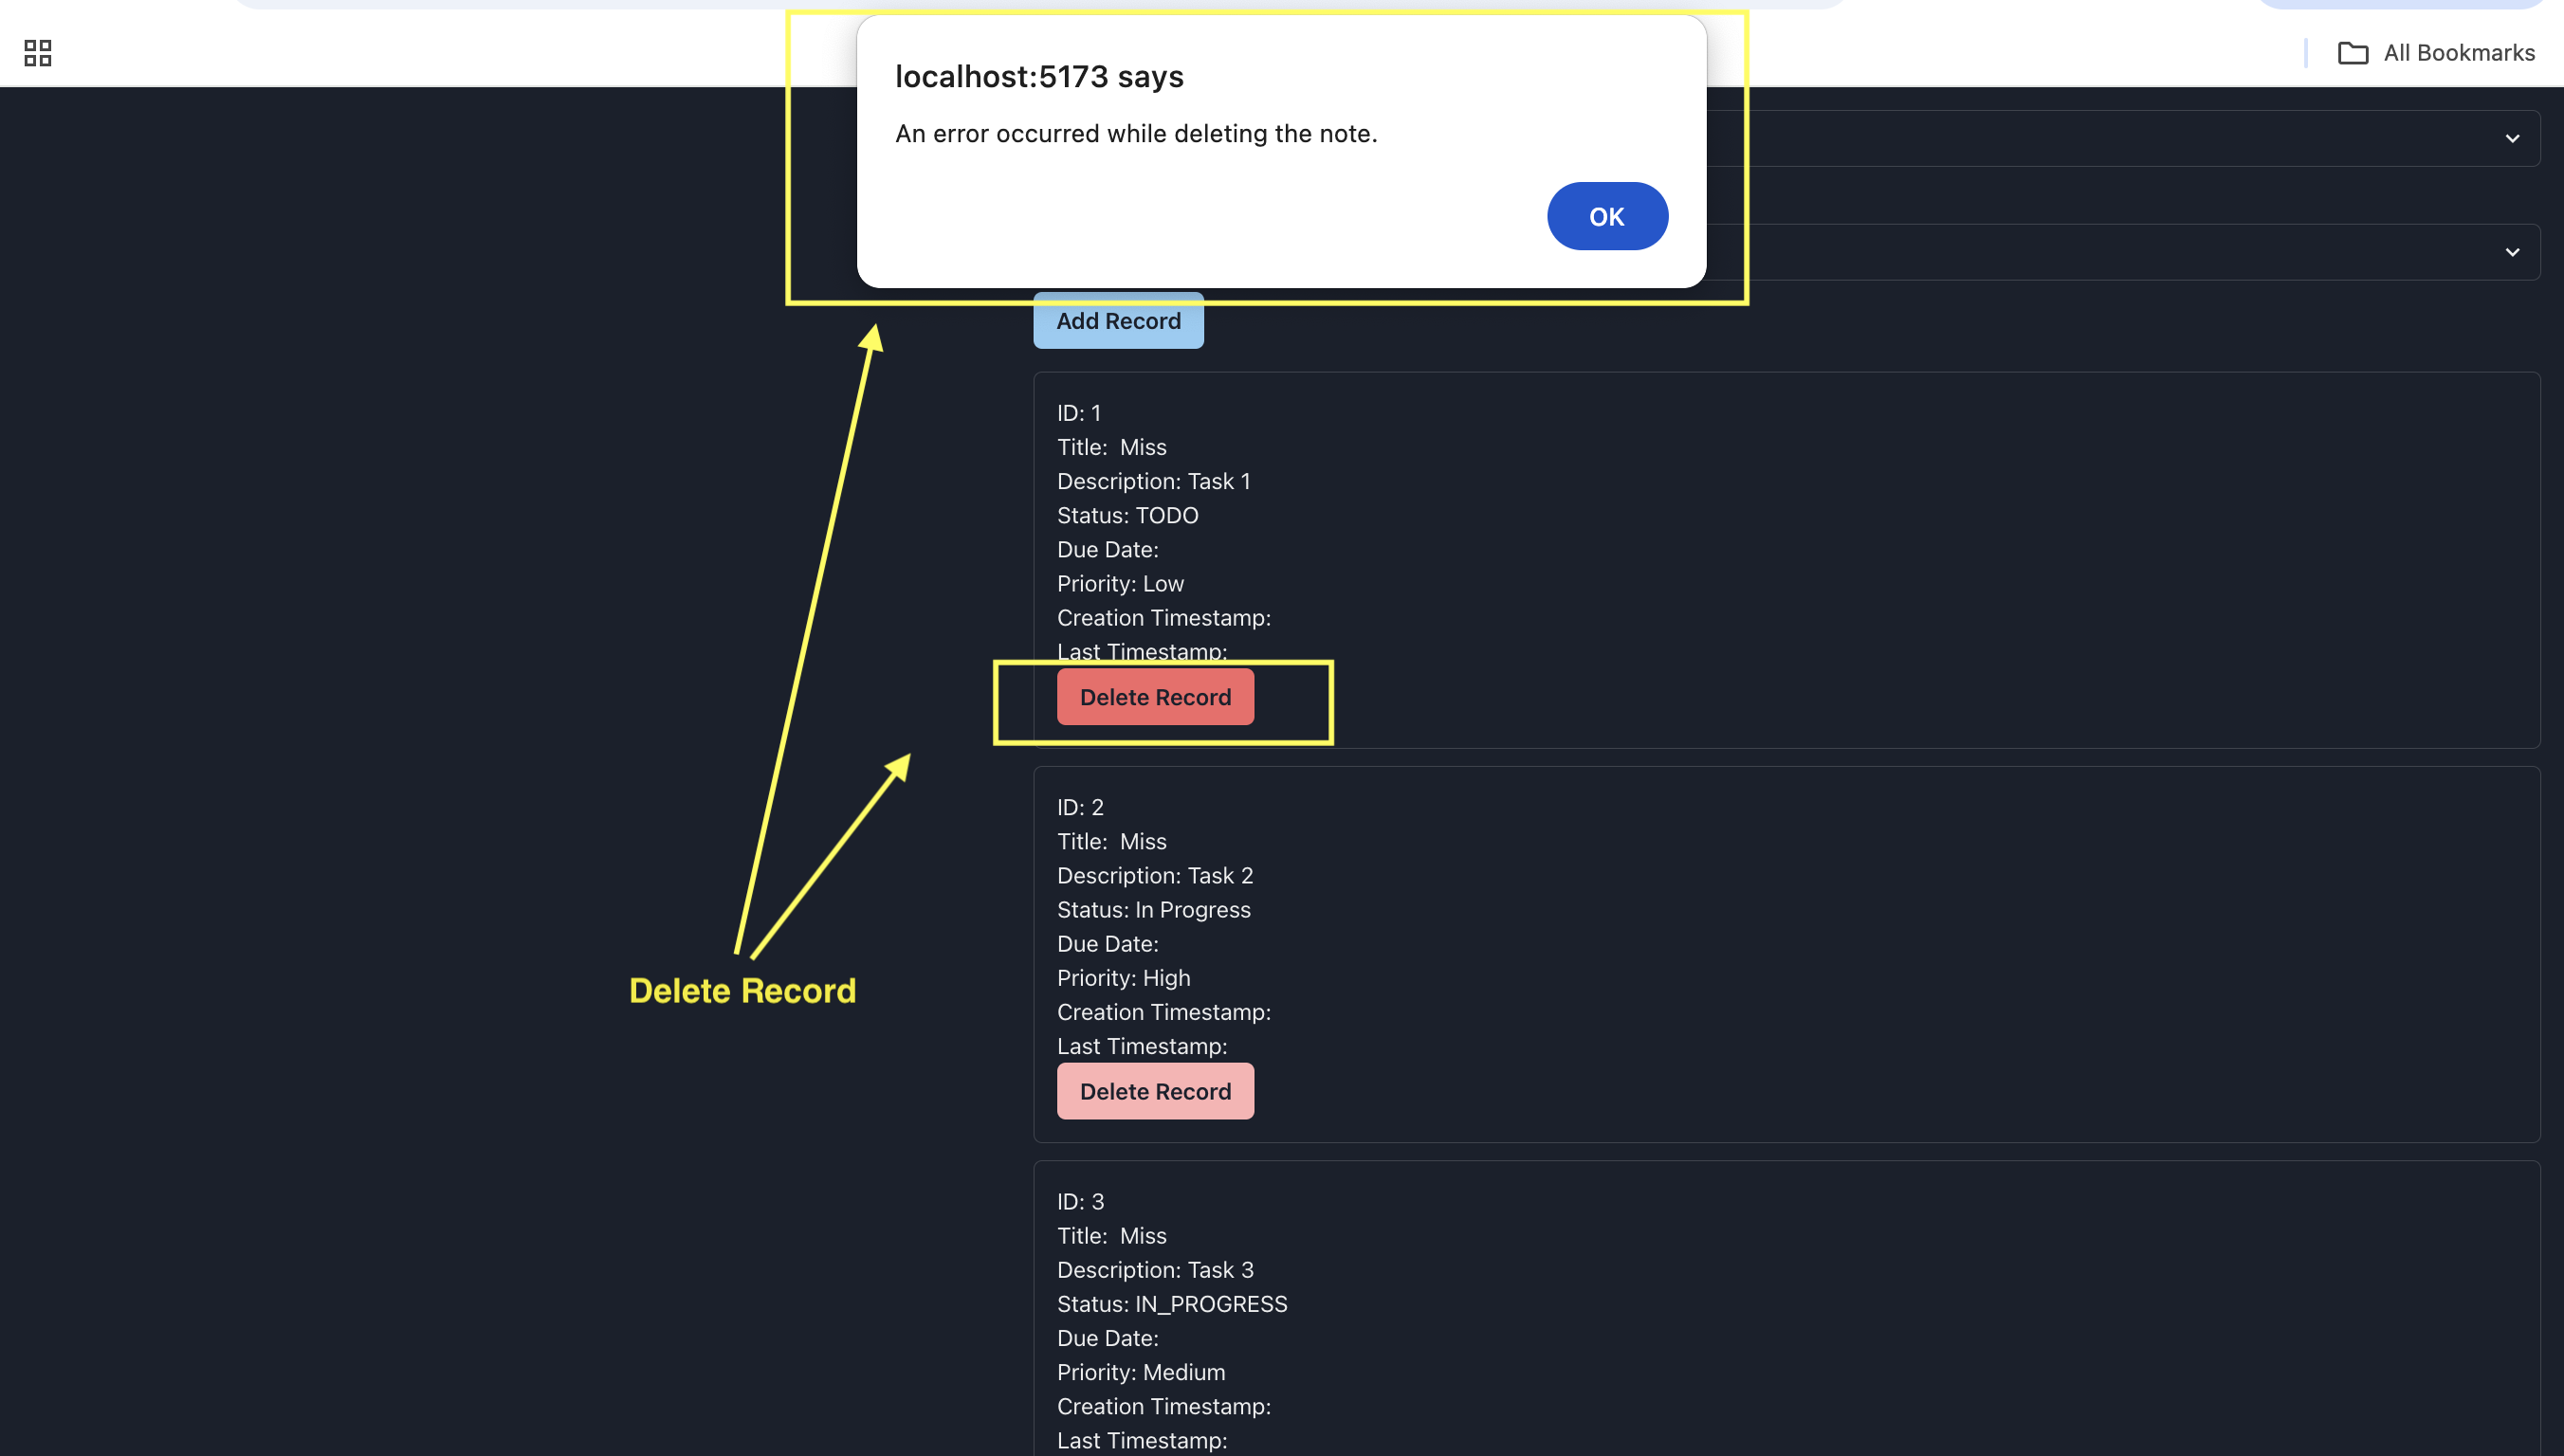 All Bookmarks
localhost:5173 says
An error occurred while deleting the note.
OK
Add Record
ID: 1
Title: Miss
Description: Task 1
Status: TODO
Due Date:
Priority: Low
Creation Timestamp:
Last Timestamp:
Delete Record
ID: 2
Title: Miss
Description: Task 2
Status: In Progress
Due Date:
Priority: High
Creation Timestamp:
Last Timestamp:
Delete Record
Delete Record
ID: 3
Title: Miss
Description: Task 3
Status: IN_PROGRESS
Due Date:
Priority: Medium
Creation Timestamp:
Last Timestamp: